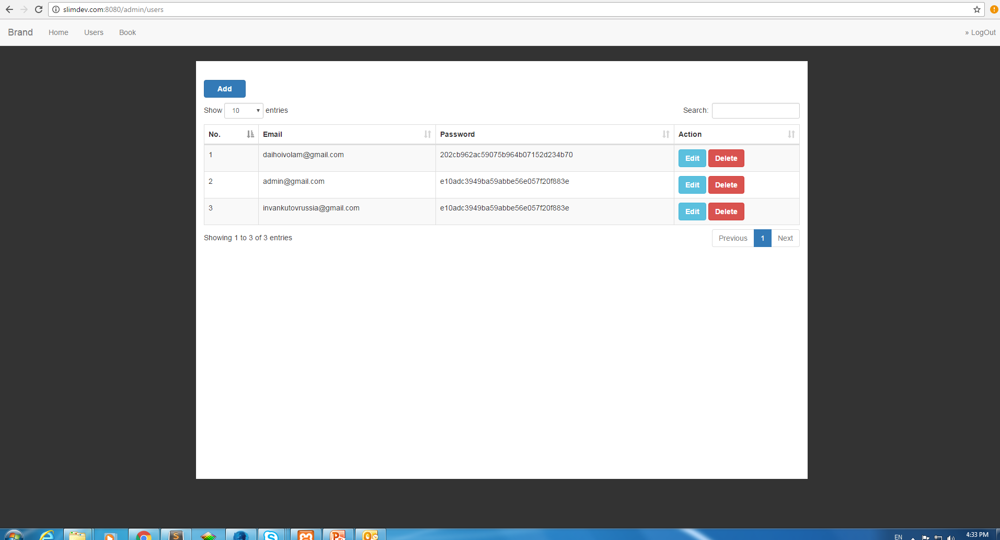 slimdev.com:8080/admin/users
Brand Home Users Book » LogOut
Add
Show 10 entries Search:
No. Email Password Action
1 daihoivolam@gmail.com 202cb962ac59075b964b07152d234b70 Edit Delete
2 admin@gmail.com e10adc3949ba59abbe56e057f20f883e Edit Delete
3 invankutovrussia@gmail.com e10adc3949ba59abbe56e057f20f883e Edit Delete
Showing 1 to 3 of 3 entries Previous 1 Next
EN 4:33 PM